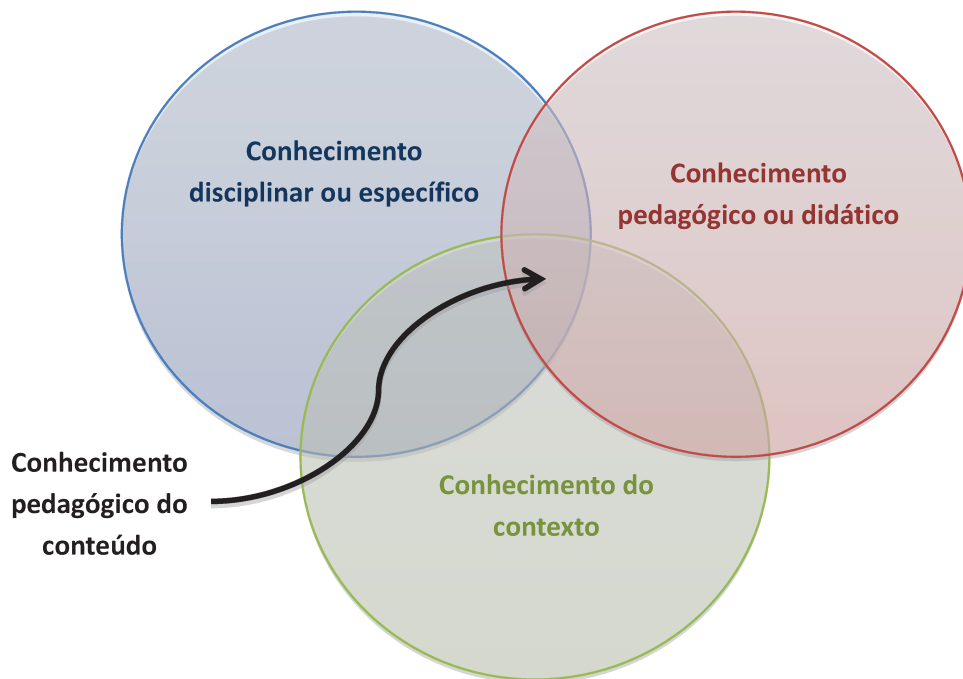 Conhecimento
disciplinar ou específico
Conhecimento
pedagógico ou didático
Conhecimento
pedagógico do
conteúdo
Conhecimento do
contexto